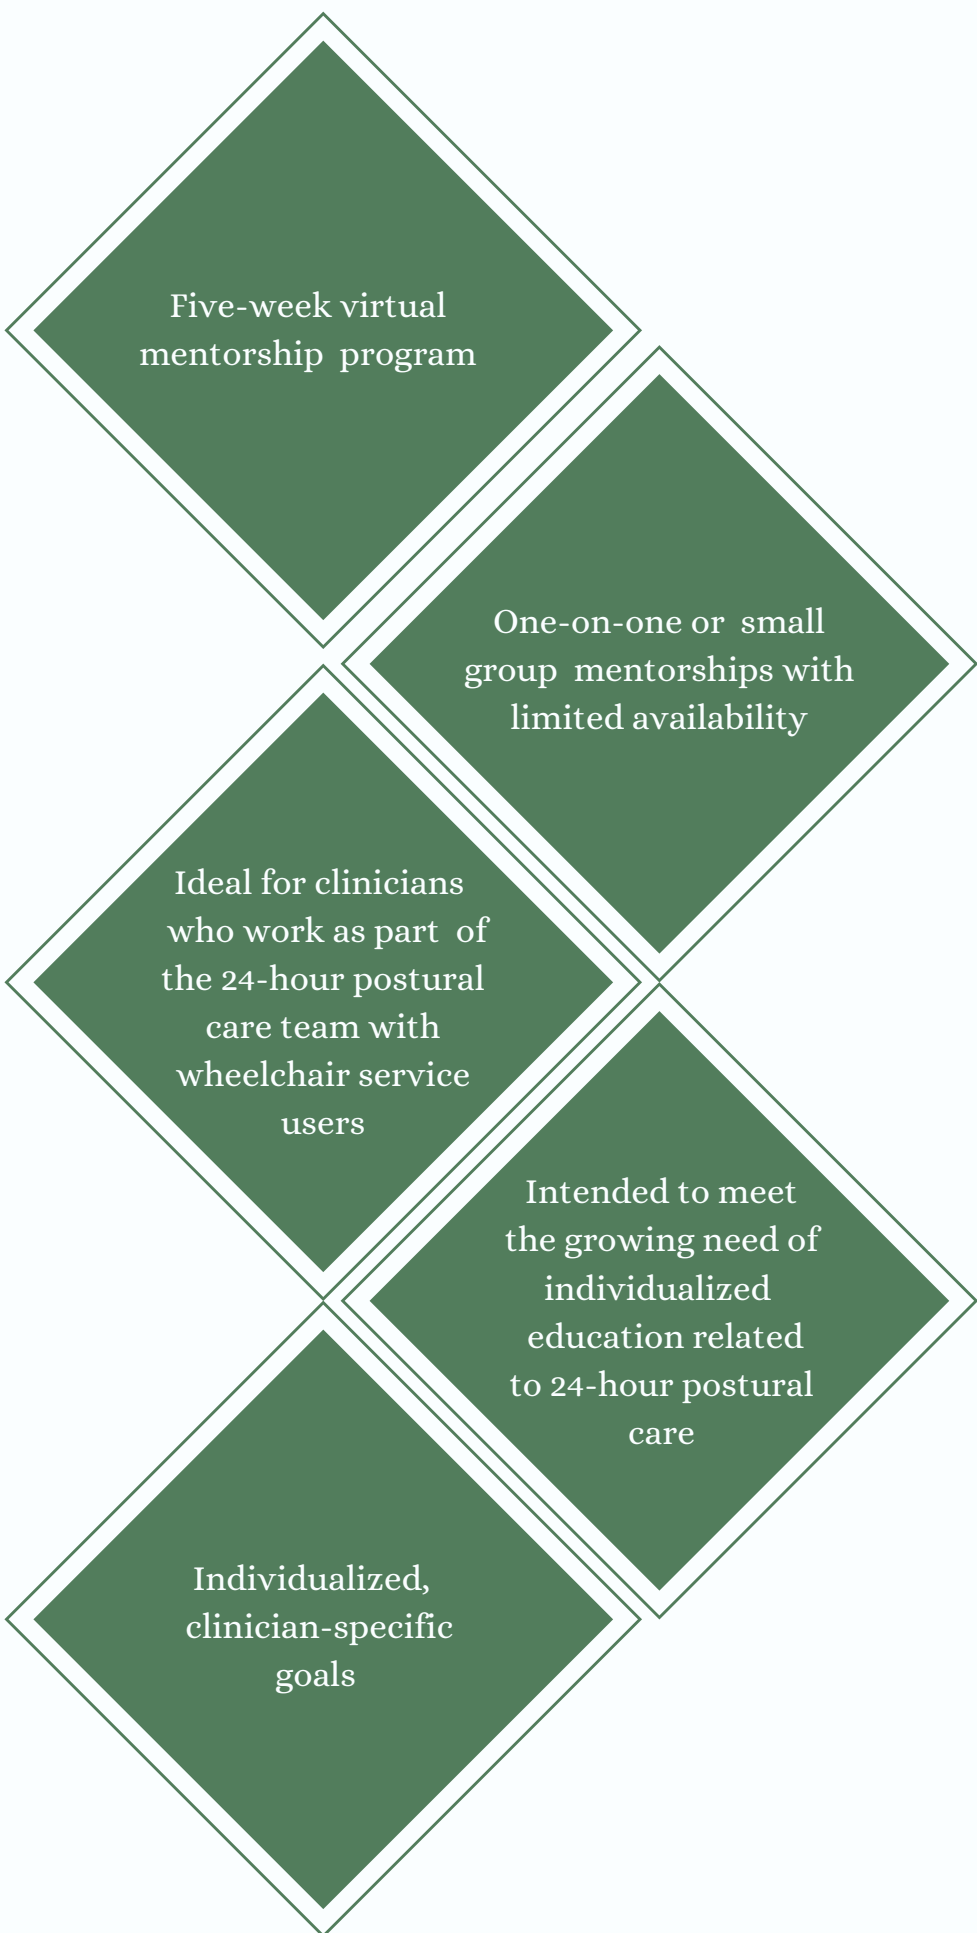 Five-week virtual
mentorship program
One-on-one or small
group mentorships with
limited availability
Ideal for clinicians
who work as part of
the 24-hour postural
care team with
wheelchair service
users
Intended to meet
the growing need of
individualized
education related
to 24-hour postural
care
Individualized,
clinician-specific
goals